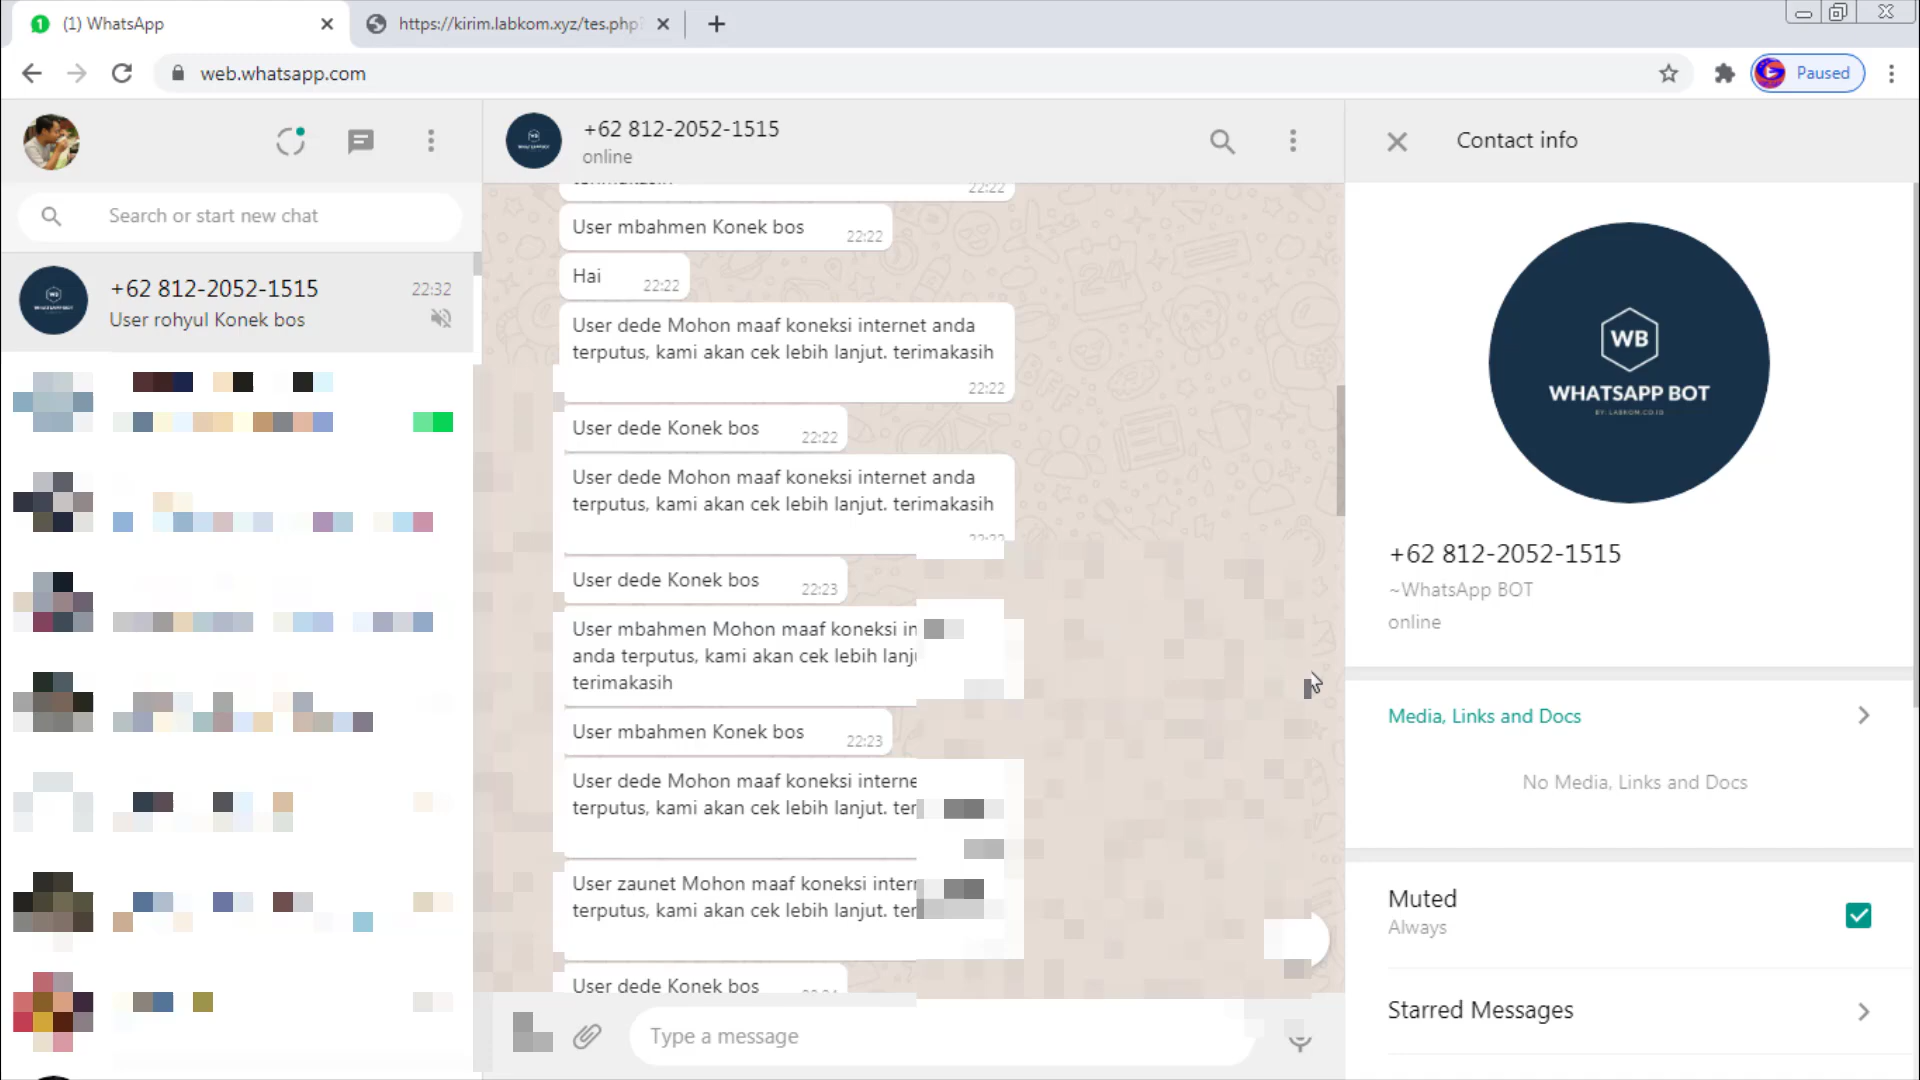 (1) WhatsApp
https://kirim.labkom.xyz/tes.php
web.whatsapp.com
Paused
Search or start new chat
+62 812-2052-1515
22:32
User rohyul Konek bos
+62 812-2052-1515
online
22:22
User mbahmen Konek bos
22:22
Hai
22:22
User dede Mohon maaf koneksi internet anda
terputus, kami akan cek lebih lanjut. terimakasih
22:22
User dede Konek bos
22:22
User dede Mohon maaf koneksi internet anda
terputus, kami akan cek lebih lanjut. terimakasih
User dede Konek bos
22:23
User mbahmen Mohon maaf koneksi in
anda terputus, kami akan cek lebih lanj
terimakasih
User mbahmen Konek bos
22:23
User dede Mohon maaf koneksi interne
terputus, kami akan cek lebih lanjut. ter
User zaunet Mohon maaf koneksi inter
terputus, kami akan cek lebih lanjut. ter
User dede Konek bos
Type a message
Contact info
WB
WHATSAPP BOT
BY: LABKOM.CO.ID
+62 812-2052-1515
~WhatsApp BOT
online
Media, Links and Docs
No Media, Links and Docs
Muted
Always
Starred Messages